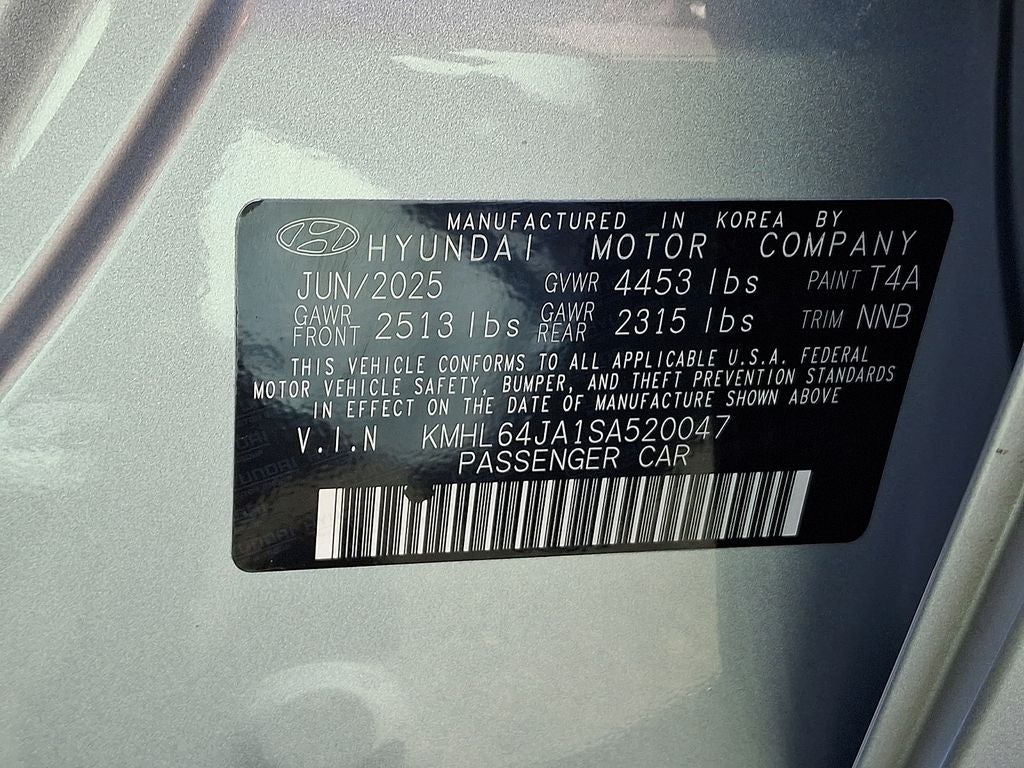 MANUFACTURED IN KOREA BY
HYUNDAI MOTOR COMPANY
JUN/2025 GVWR 4453 lbs PAINT T4A
GAWR FRONT 2513 lbs GAWR REAR 2315 lbs TRIM NNB
THIS VEHICLE CONFORMS TO ALL APPLICABLE U.S.A. FEDERAL
MOTOR VEHICLE SAFETY, BUMPER, AND THEFT PREVENTION STANDARDS
IN EFFECT ON THE DATE OF MANUFACTURE SHOWN ABOVE
V.I.N KMHL64JA1SA520047
PASSENGER CAR